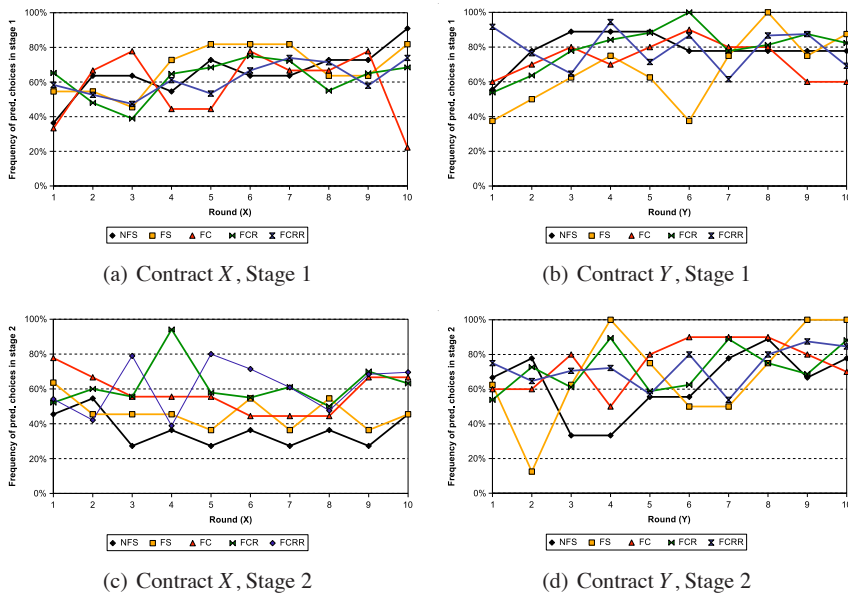 Frequency of pred, choices in stage 1
100%
80%
60%
40%
20%
0%
1 2 3 4 5 6 7 8 9 10
Round (X)
NFS FS FC FCR FCRR
(a) Contract X, Stage 1
Frequency of pred, choices in stage 1
100%
80%
60%
40%
20%
0%
1 2 3 4 5 6 7 8 9 10
Round (Y)
NFS FS FC FCR FCRR
(b) Contract Y, Stage 1
Frequency of pred, choices in stage 2
100%
80%
60%
40%
20%
0%
1 2 3 4 5 6 7 8 9 10
Round (X)
NFS FS FC FCR FCRR
(c) Contract X, Stage 2
Frequency of pred, choices in stage 2
100%
80%
60%
40%
20%
0%
1 2 3 4 5 6 7 8 9 10
Round (Y)
NFS FS FC FCR FCRR
(d) Contract Y, Stage 2